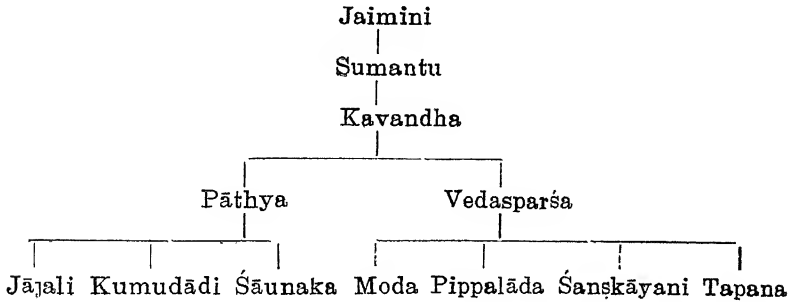 Jaimini
Sumantu
Kavandha
Pāthya Vedasparśa
Jājali Kumudādi Śāunaka Moda Pippalāda Śanṣkāyani Tapana